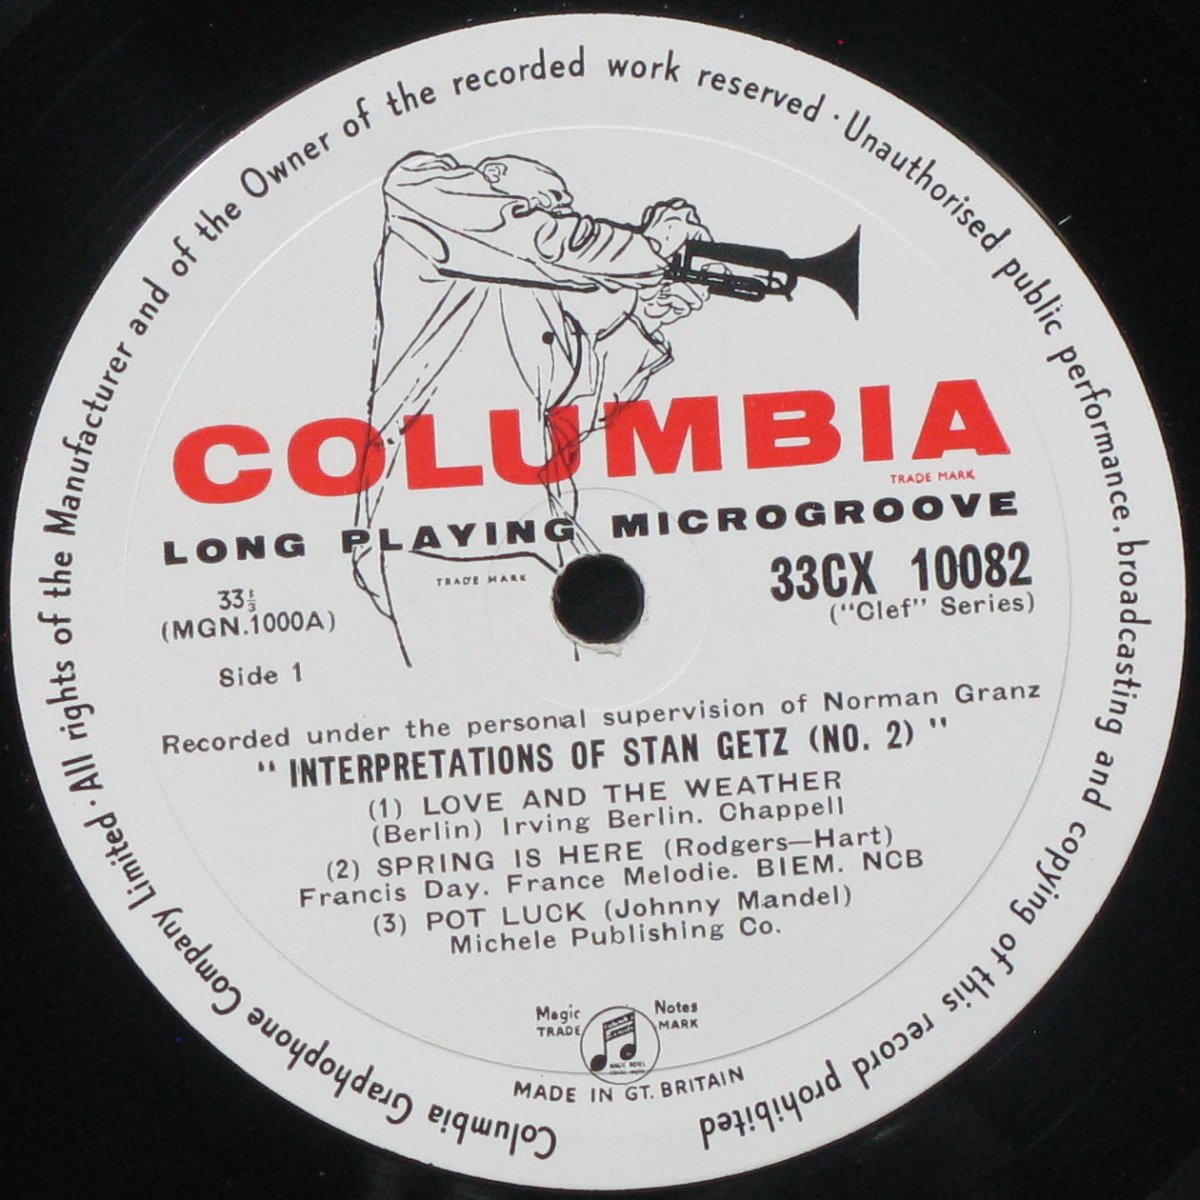 Columbia Graphophone Company Limited · All rights of the Manufacturer and of the Owner of the recorded work reserved · Unauthorised public performance, broadcasting and copying of this record prohibited
COLUMBIA
TRADE MARK
LONG PLAYING MICROGROOVE
TRADE MARK
33⅓
(MGN.1000A)
Side 1
33CX 10082
("Clef" Series)
Recorded under the personal supervision of Norman Granz
"INTERPRETATIONS OF STAN GETZ (NO. 2)"
(1) LOVE AND THE WEATHER
(Berlin) Irving Berlin. Chappell
(2) SPRING IS HERE (Rodgers—Hart)
Francis Day. France Melodie. BIEM. NCB
(3) POT LUCK (Johnny Mandel)
Michele Publishing Co.
Magic Notes
TRADE MARK
MADE IN GT. BRITAIN